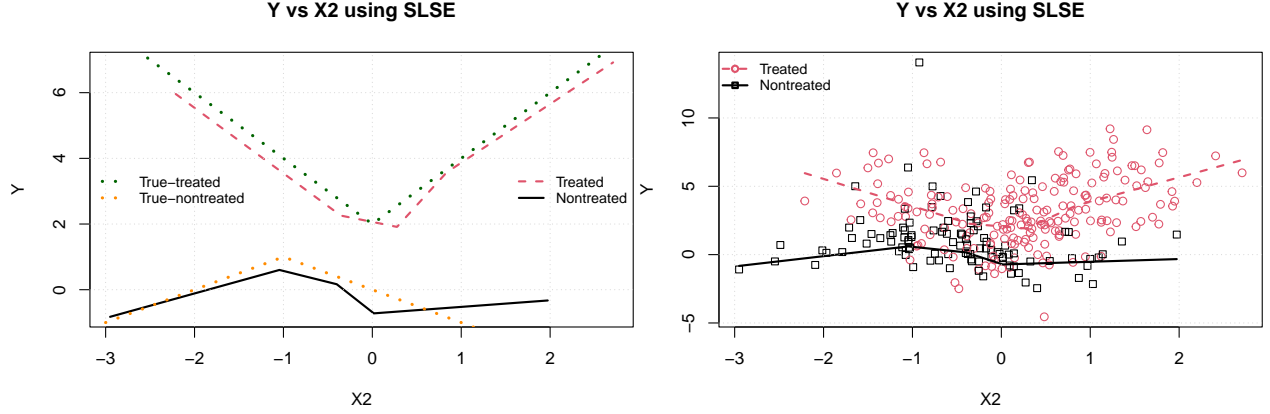 Y vs X2 using SLSE
Y
6
4
2
0
True−treated
True−nontreated
Treated
Nontreated
−3 −2 −1 0 1 2
X2
Y vs X2 using SLSE
Y
10
5
0
−5
Treated
Nontreated
−3 −2 −1 0 1 2
X2